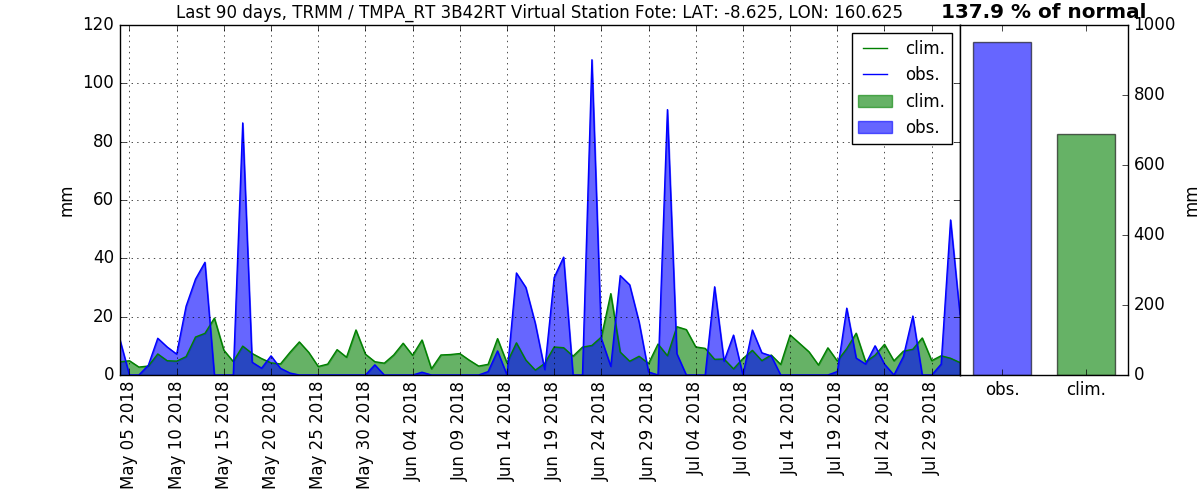 Last 90 days, TRMM / TMPA_RT 3B42RT Virtual Station Fote: LAT: -8.625, LON: 160.625
137.9 % of normal
120
100
80
60
40
20
0
mm
clim.
obs.
clim.
obs.
May 05 2018
May 10 2018
May 15 2018
May 20 2018
May 25 2018
May 30 2018
Jun 04 2018
Jun 09 2018
Jun 14 2018
Jun 19 2018
Jun 24 2018
Jun 29 2018
Jul 04 2018
Jul 09 2018
Jul 14 2018
Jul 19 2018
Jul 24 2018
Jul 29 2018
1000
800
600
400
200
0
mm
obs.
clim.